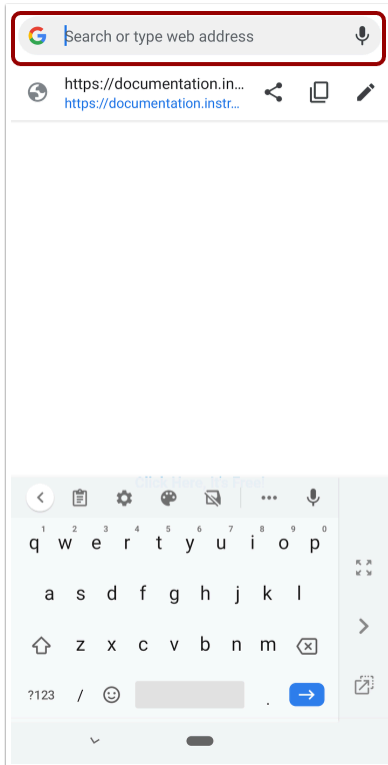 Search or type web address
https://documentation.in...
https://documentation.instr...
Click Here, It's Free!
1 2 3 4 5 6 7 8 9 0
q w e r t y u i o p
a s d f g h j k l
z x c v b n m
?123 / .